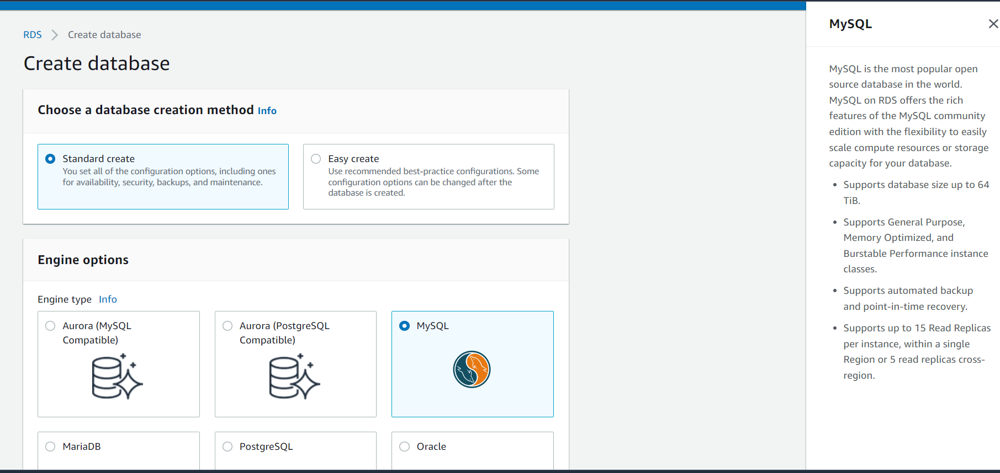 RDS
Create database
Create database
Choose a database creation method Info
Standard create
You set all of the configuration options, including ones
for availability, security, backups, and maintenance.
Easy create
Use recommended best-practice configurations. Some
configuration options can be changed after the
database is created.
Engine options
Engine type Info
Aurora (MySQL
Compatible)
Aurora (PostgreSQL
Compatible)
MySQL
MariaDB
PostgreSQL
Oracle
MySQL
MySQL is the most popular open
source database in the world.
MySQL on RDS offers the rich
features of the MySQL community
edition with the flexibility to easily
scale compute resources or storage
capacity for your database.
• Supports database size up to 64
TiB.
• Supports General Purpose,
Memory Optimized, and
Burstable Performance instance
classes.
• Supports automated backup
and point-in-time recovery.
• Supports up to 15 Read Replicas
per instance, within a single
Region or 5 read replicas cross-
region.